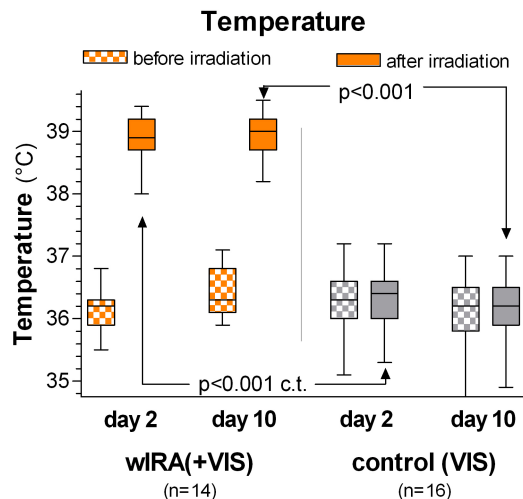 Temperature
before irradiation
after irradiation
p<0.001
Temperature (°C)
39
38
37
36
35
p<0.001 c.t.
day 2 day 10 day 2 day 10
wIRA(+VIS) control (VIS)
(n=14) (n=16)